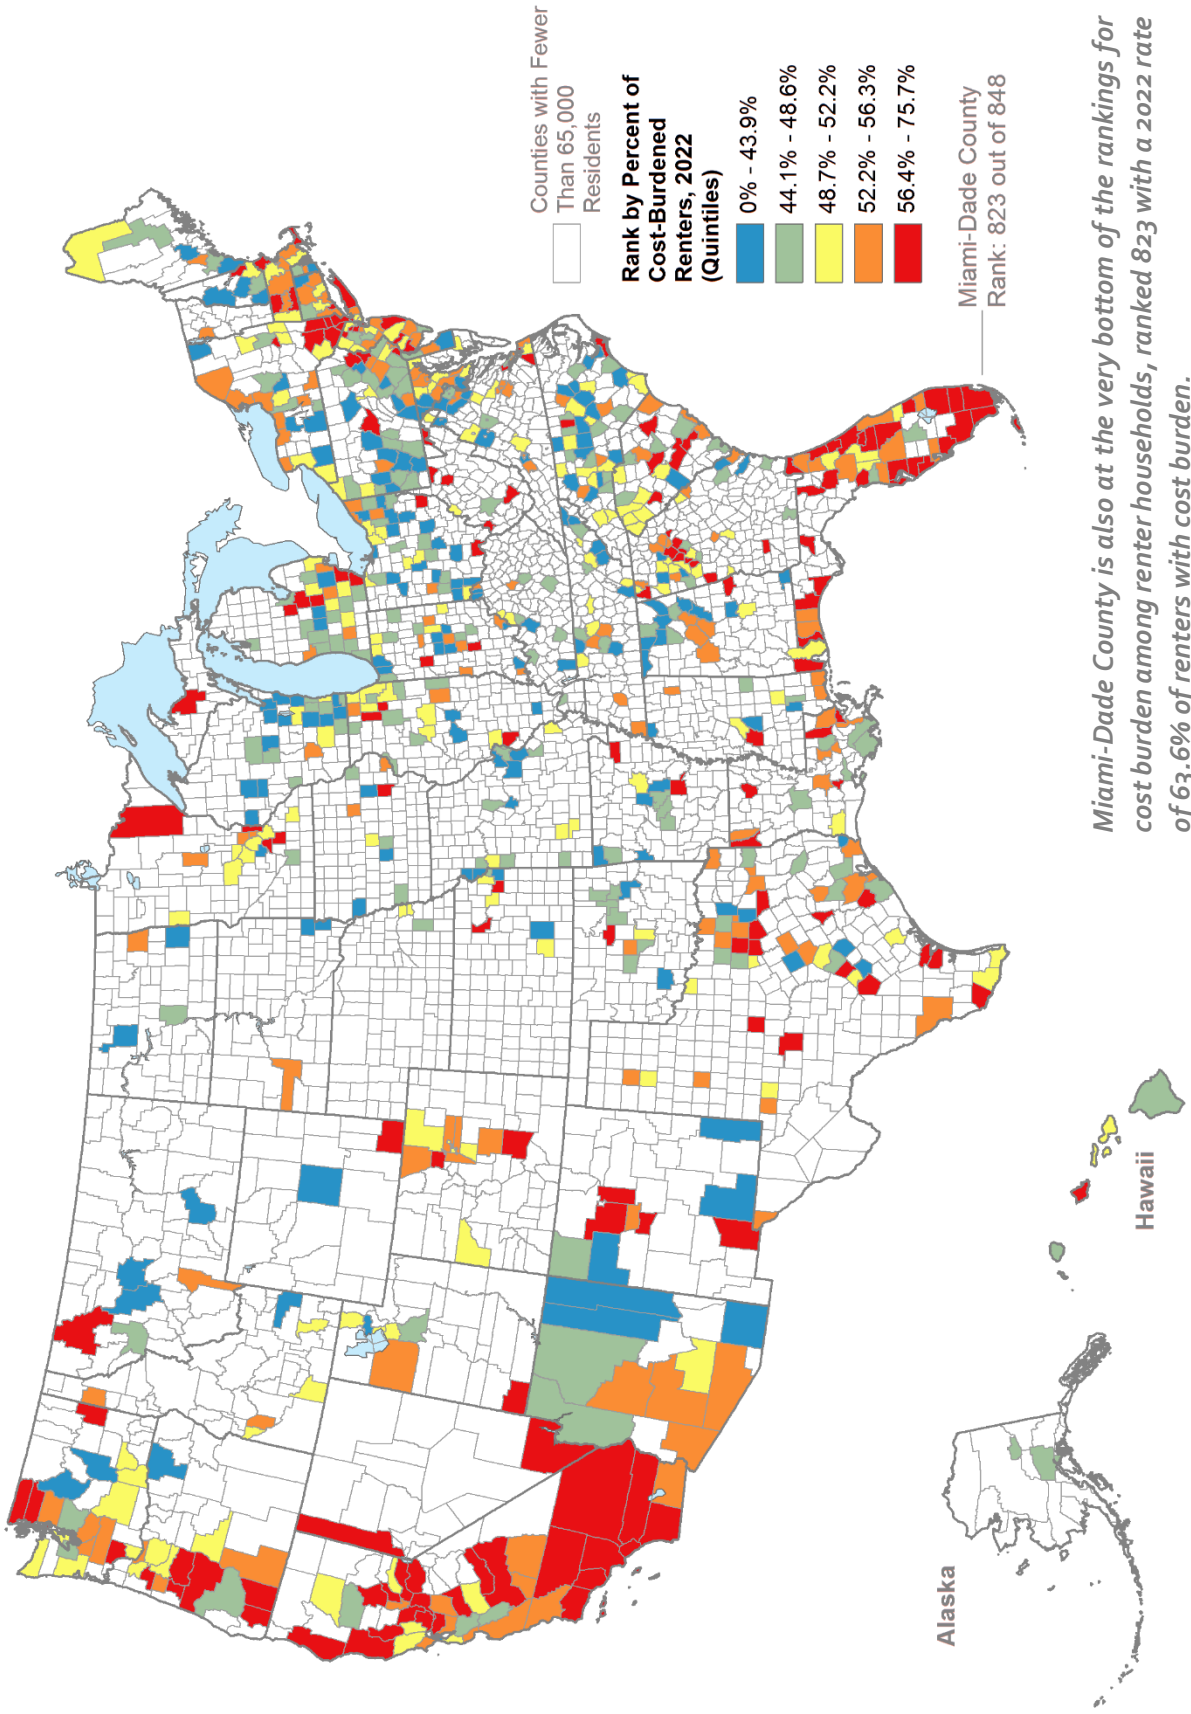 Counties with Fewer
Than 65,000
Residents
Rank by Percent of
Cost-Burdened
Renters, 2022
(Quintiles)
0% - 43.9%
44.1% - 48.6%
48.7% - 52.2%
52.2% - 56.3%
56.4% - 75.7%
Miami-Dade County
Rank: 823 out of 848
Alaska
Hawaii
Miami-Dade County is also at the very bottom of the rankings for
cost burden among renter households, ranked 823 with a 2022 rate
of 63.6% of renters with cost burden.